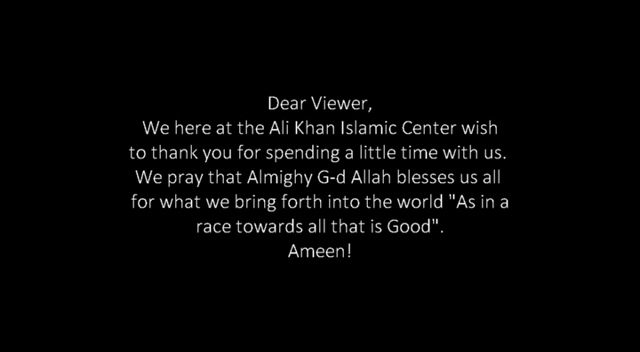 Dear Viewer,
We here at the Ali Khan Islamic Center wish
to thank you for spending a little time with us.
We pray that Almighy G-d Allah blesses us all
for what we bring forth into the world "As in a
race towards all that is Good".
Ameen!